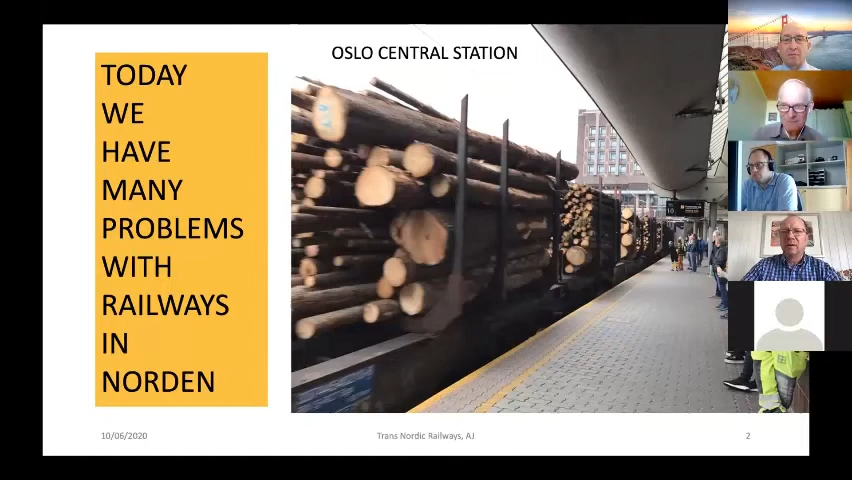 OSLO CENTRAL STATION
TODAY
WE
HAVE
MANY
PROBLEMS
WITH
RAILWAYS
IN
NORDEN
10/06/2020
Trans Nordic Railways, AJ
2